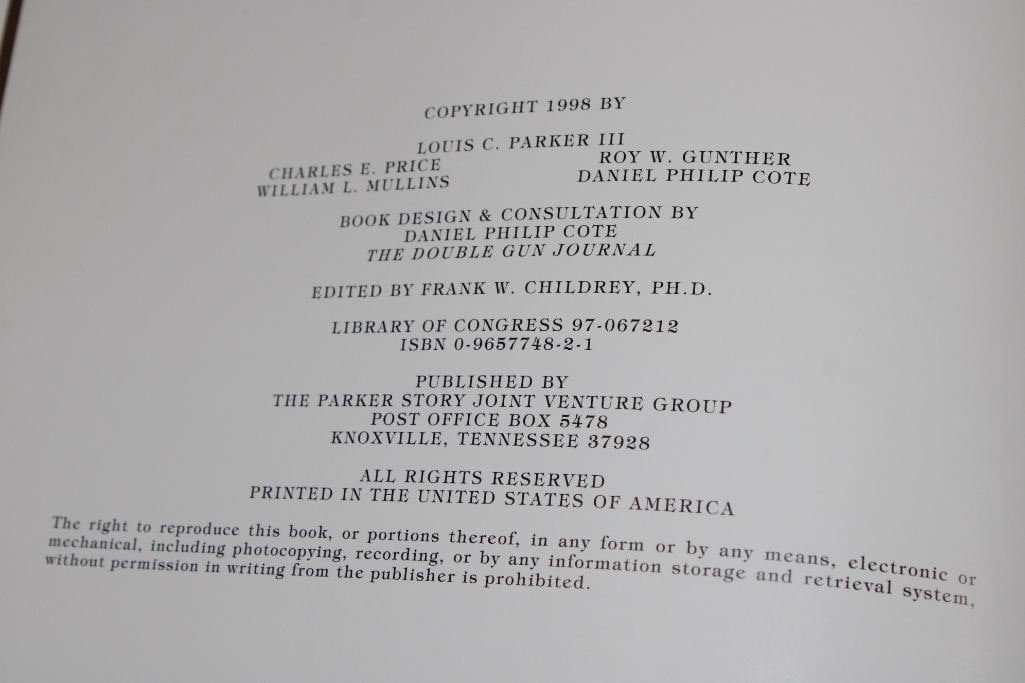 COPYRIGHT 1998 BY
LOUIS C. PARKER III
CHARLES E. PRICE ROY W. GUNTHER
WILLIAM L. MULLINS DANIEL PHILIP COTE
BOOK DESIGN & CONSULTATION BY
DANIEL PHILIP COTE
THE DOUBLE GUN JOURNAL
EDITED BY FRANK W. CHILDREY, PH.D.
LIBRARY OF CONGRESS 97-067212
ISBN 0-9657748-2-1
PUBLISHED BY
THE PARKER STORY JOINT VENTURE GROUP
POST OFFICE BOX 5478
KNOXVILLE, TENNESSEE 37928
ALL RIGHTS RESERVED
PRINTED IN THE UNITED STATES OF AMERICA
The right to reproduce this book, or portions thereof, in any form or by any means, electronic or
mechanical, including photocopying, recording, or by any information storage and retrieval system,
without permission in writing from the publisher is prohibited.